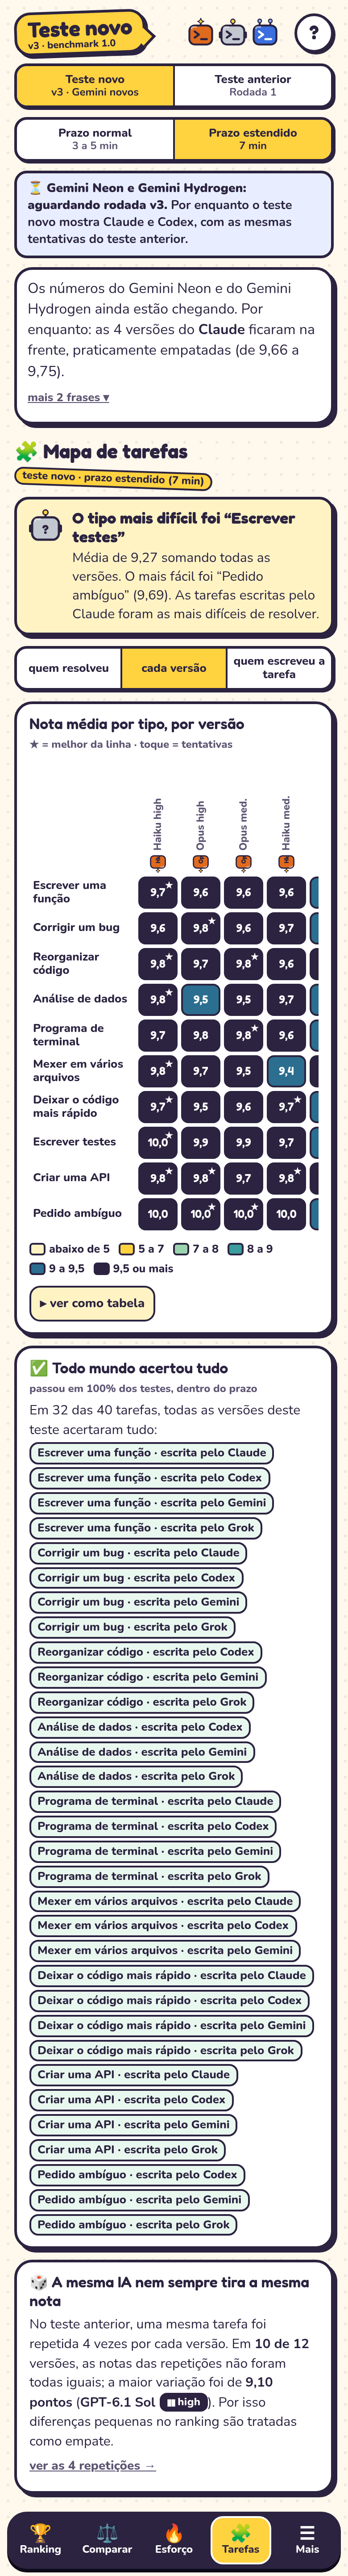 Teste novo
v3 · benchmark 1.0
?
Teste novo
v3 · Gemini novos
Teste anterior
Rodada 1
Prazo normal
3 a 5 min
Prazo estendido
7 min
⏳ Gemini Neon e Gemini Hydrogen:
aguardando rodada v3. Por enquanto o teste
novo mostra Claude e Codex, com as mesmas
tentativas do teste anterior.
Os números do Gemini Neon e do Gemini
Hydrogen ainda estão chegando. Por
enquanto: as 4 versões do Claude ficaram na
frente, praticamente empatadas (de 9,66 a
9,75).
mais 2 frases ▾
🧩 Mapa de tarefas
teste novo · prazo estendido (7 min)
O tipo mais difícil foi “Escrever
testes”
Média de 9,27 somando todas as
versões. O mais fácil foi “Pedido
ambíguo” (9,69). As tarefas escritas pelo
Claude foram as mais difíceis de resolver.
quem resolveu
cada versão
quem escreveu a
tarefa
Nota média por tipo, por versão
★ = melhor da linha · toque = tentativas
Haiku high
Opus high
Opus med.
Haiku med.
Escrever uma
função
9,7★ 9,6 9,6 9,6
Corrigir um bug 9,6 9,8★ 9,6 9,7
Reorganizar
código
9,8★ 9,7 9,8★ 9,6
Análise de dados 9,8★ 9,5 9,5 9,7
Programa de
terminal
9,7 9,8 9,8★ 9,6
Mexer em vários
arquivos
9,8★ 9,7 9,5 9,4
Deixar o código
mais rápido
9,7★ 9,5 9,6 9,7★
Escrever testes 10,0★ 9,9 9,9 9,7
Criar uma API 9,8★ 9,8★ 9,7 9,8★
Pedido ambíguo 10,0 10,0★ 10,0★ 10,0
abaixo de 5
5 a 7
7 a 8
8 a 9
9 a 9,5
9,5 ou mais
▸ ver como tabela
✅ Todo mundo acertou tudo
passou em 100% dos testes, dentro do prazo
Em 32 das 40 tarefas, todas as versões deste
teste acertaram tudo:
Escrever uma função · escrita pelo Claude
Escrever uma função · escrita pelo Codex
Escrever uma função · escrita pelo Gemini
Escrever uma função · escrita pelo Grok
Corrigir um bug · escrita pelo Claude
Corrigir um bug · escrita pelo Codex
Corrigir um bug · escrita pelo Gemini
Corrigir um bug · escrita pelo Grok
Reorganizar código · escrita pelo Codex
Reorganizar código · escrita pelo Gemini
Reorganizar código · escrita pelo Grok
Análise de dados · escrita pelo Codex
Análise de dados · escrita pelo Gemini
Análise de dados · escrita pelo Grok
Programa de terminal · escrita pelo Claude
Programa de terminal · escrita pelo Codex
Programa de terminal · escrita pelo Gemini
Programa de terminal · escrita pelo Grok
Mexer em vários arquivos · escrita pelo Claude
Mexer em vários arquivos · escrita pelo Codex
Mexer em vários arquivos · escrita pelo Gemini
Deixar o código mais rápido · escrita pelo Claude
Deixar o código mais rápido · escrita pelo Codex
Deixar o código mais rápido · escrita pelo Gemini
Deixar o código mais rápido · escrita pelo Grok
Criar uma API · escrita pelo Claude
Criar uma API · escrita pelo Codex
Criar uma API · escrita pelo Gemini
Criar uma API · escrita pelo Grok
Pedido ambíguo · escrita pelo Codex
Pedido ambíguo · escrita pelo Gemini
Pedido ambíguo · escrita pelo Grok
🎲 A mesma IA nem sempre tira a mesma
nota
No teste anterior, uma mesma tarefa foi
repetida 4 vezes por cada versão. Em 10 de 12
versões, as notas das repetições não foram
todas iguais; a maior variação foi de 9,10
pontos (GPT-6.1 Sol high). Por isso
diferenças pequenas no ranking são tratadas
como empate.
ver as 4 repetições →
Ranking
Comparar
Esforço
Tarefas
Mais